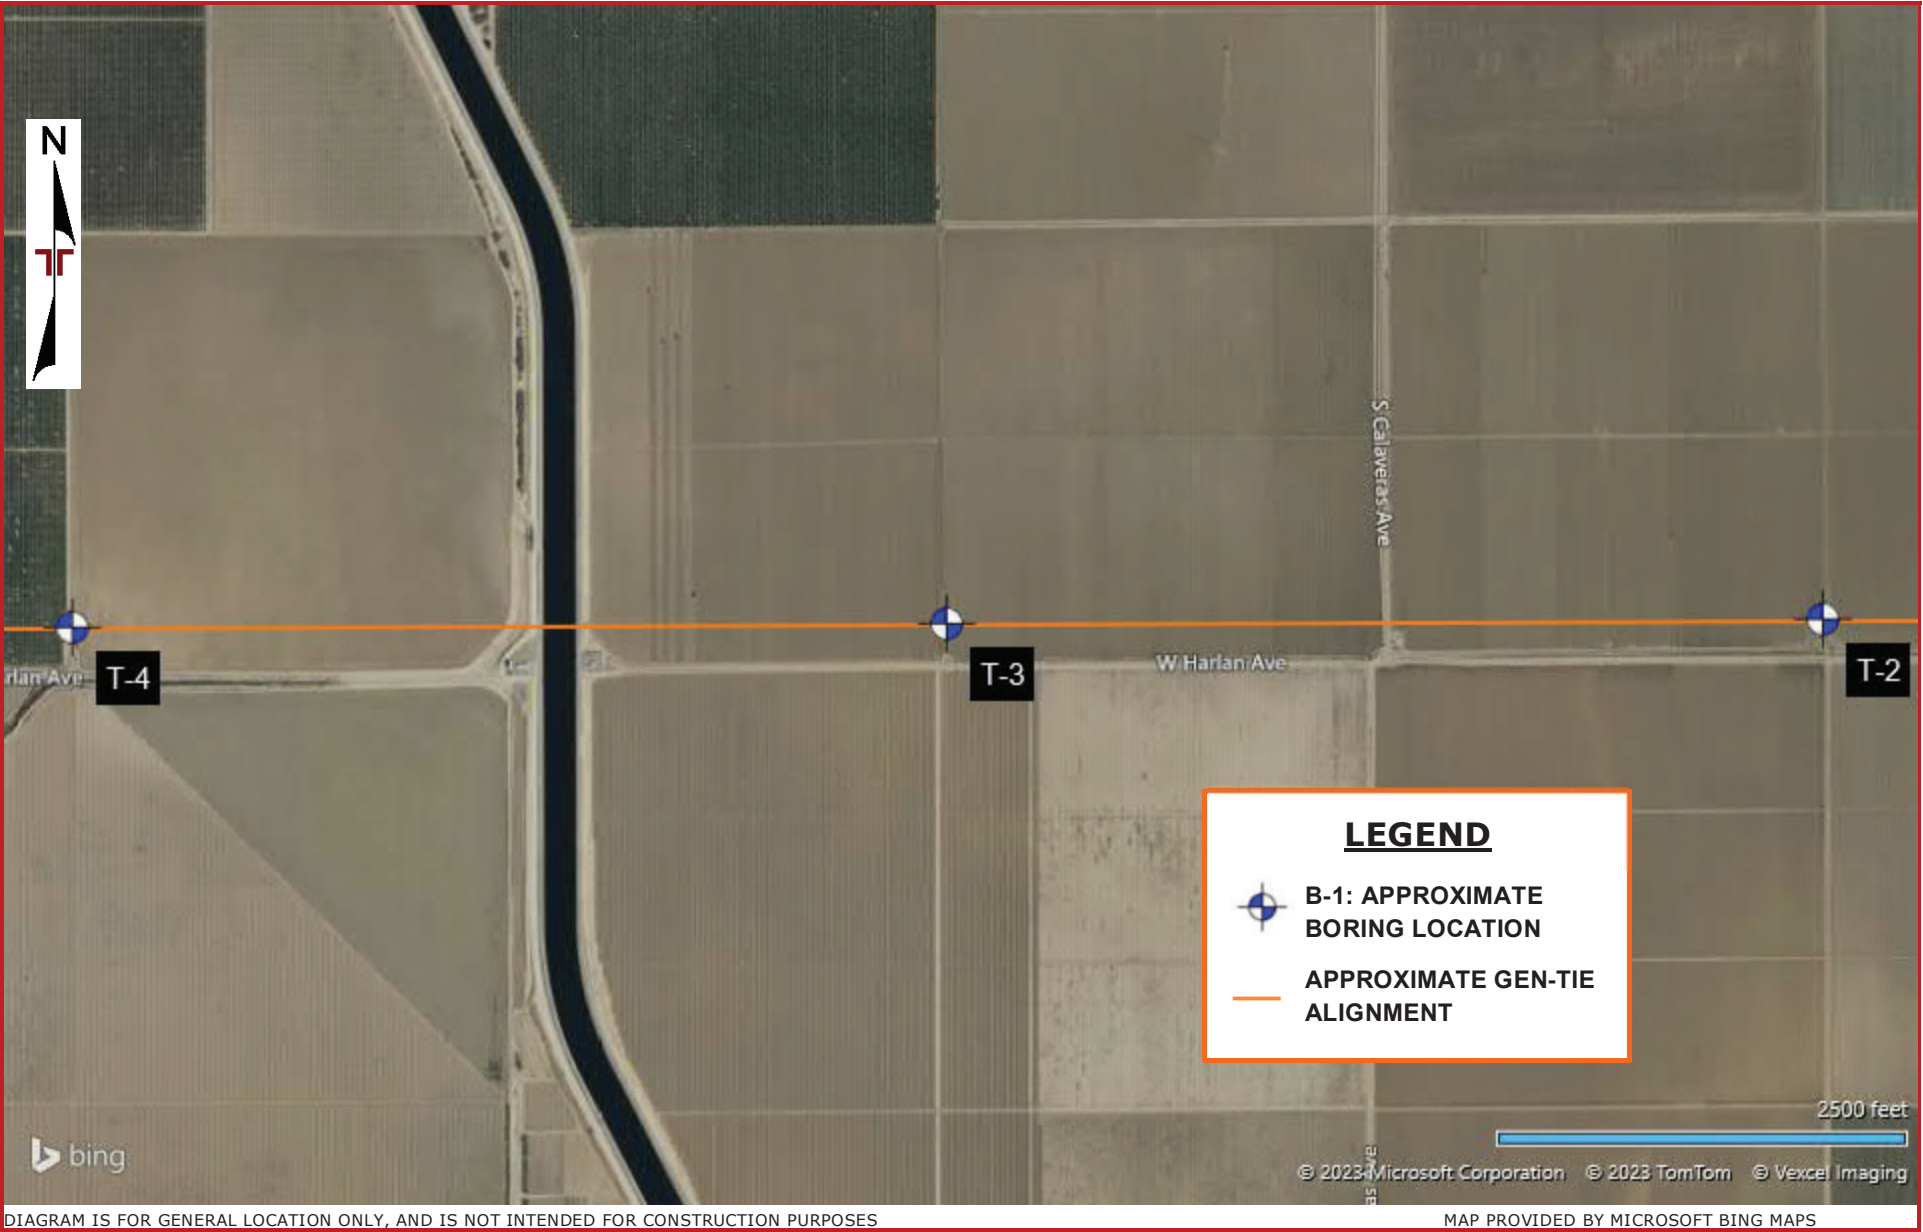 N
S Calaveras Ave
W Harlan Ave
rlan Ave
T-4
T-3
T-2
LEGEND
B-1: APPROXIMATE
BORING LOCATION
APPROXIMATE GEN-TIE
ALIGNMENT
2500 feet
bing
as Ave
© 2023 Microsoft Corporation © 2023 TomTom © Vexcel Imaging
DIAGRAM IS FOR GENERAL LOCATION ONLY, AND IS NOT INTENDED FOR CONSTRUCTION PURPOSES
MAP PROVIDED BY MICROSOFT BING MAPS